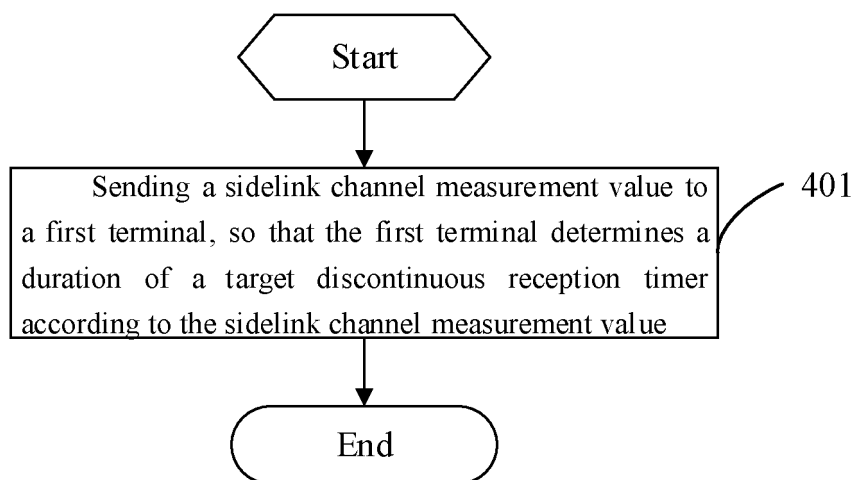 Start
Sending a sidelink channel measurement value to
a first terminal, so that the first terminal determines a
duration of a target discontinuous reception timer
according to the sidelink channel measurement value
401
End